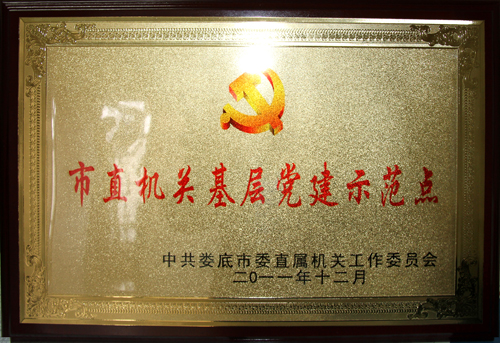 市直机关基层党建示范点
中共娄底市委直属机关工作委员会
二0一一年十二月